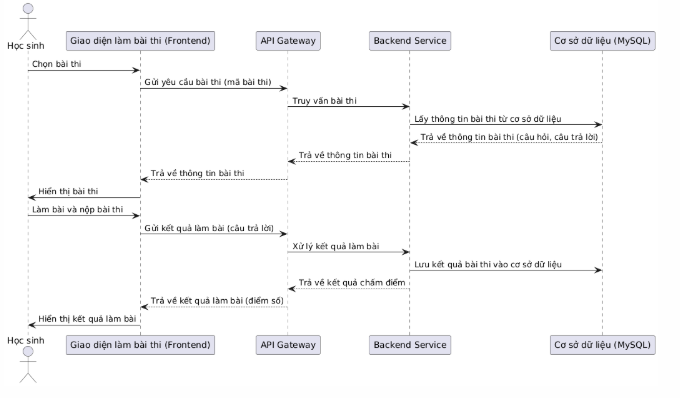 Học sinh
Giao diện làm bài thi (Frontend)
API Gateway
Backend Service
Cơ sở dữ liệu (MySQL)
Chọn bài thi
Gửi yêu cầu bài thi (mã bài thi)
Truy vấn bài thi
Lấy thông tin bài thi từ cơ sở dữ liệu
Trả về thông tin bài thi (câu hỏi, câu trả lời)
Trả về thông tin bài thi
Trả về thông tin bài thi
Hiển thị bài thi
Làm bài và nộp bài thi
Gửi kết quả làm bài (câu trả lời)
Xử lý kết quả làm bài
Lưu kết quả bài thi vào cơ sở dữ liệu
Trả về kết quả chấm điểm
Trả về kết quả làm bài (điểm số)
Hiển thị kết quả làm bài
Học sinh
Giao diện làm bài thi (Frontend)
API Gateway
Backend Service
Cơ sở dữ liệu (MySQL)